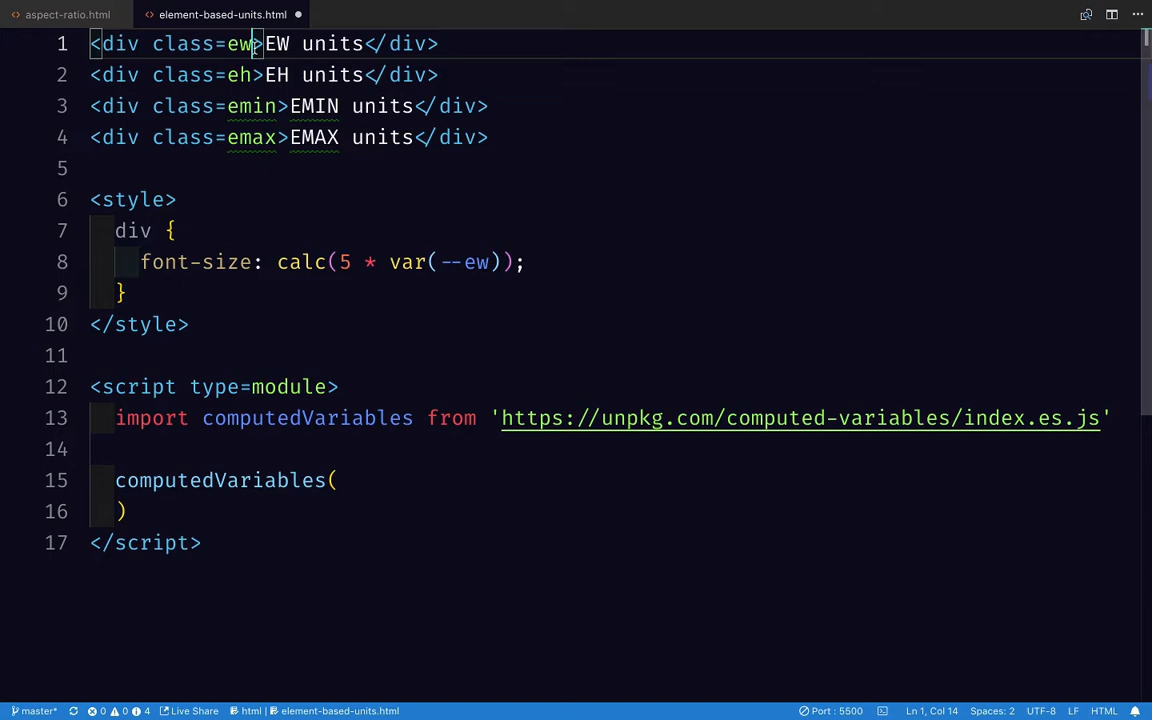 aspect-ratio.html
element-based-units.html
1 <div class=ew>EW units</div>
2 <div class=eh>EH units</div>
3 <div class=emin>EMIN units</div>
4 <div class=emax>EMAX units</div>
5
6 <style>
7 div {
8 font-size: calc(5 * var(--ew));
9 }
10 </style>
11
12 <script type=module>
13 import computedVariables from 'https://unpkg.com/computed-variables/index.es.js'
14
15 computedVariables(
16 )
17 </script>
master* 0 0 4 Live Share html element-based-units.html Port : 5500 Ln 1, Col 14 Spaces: 2 UTF-8 LF HTML